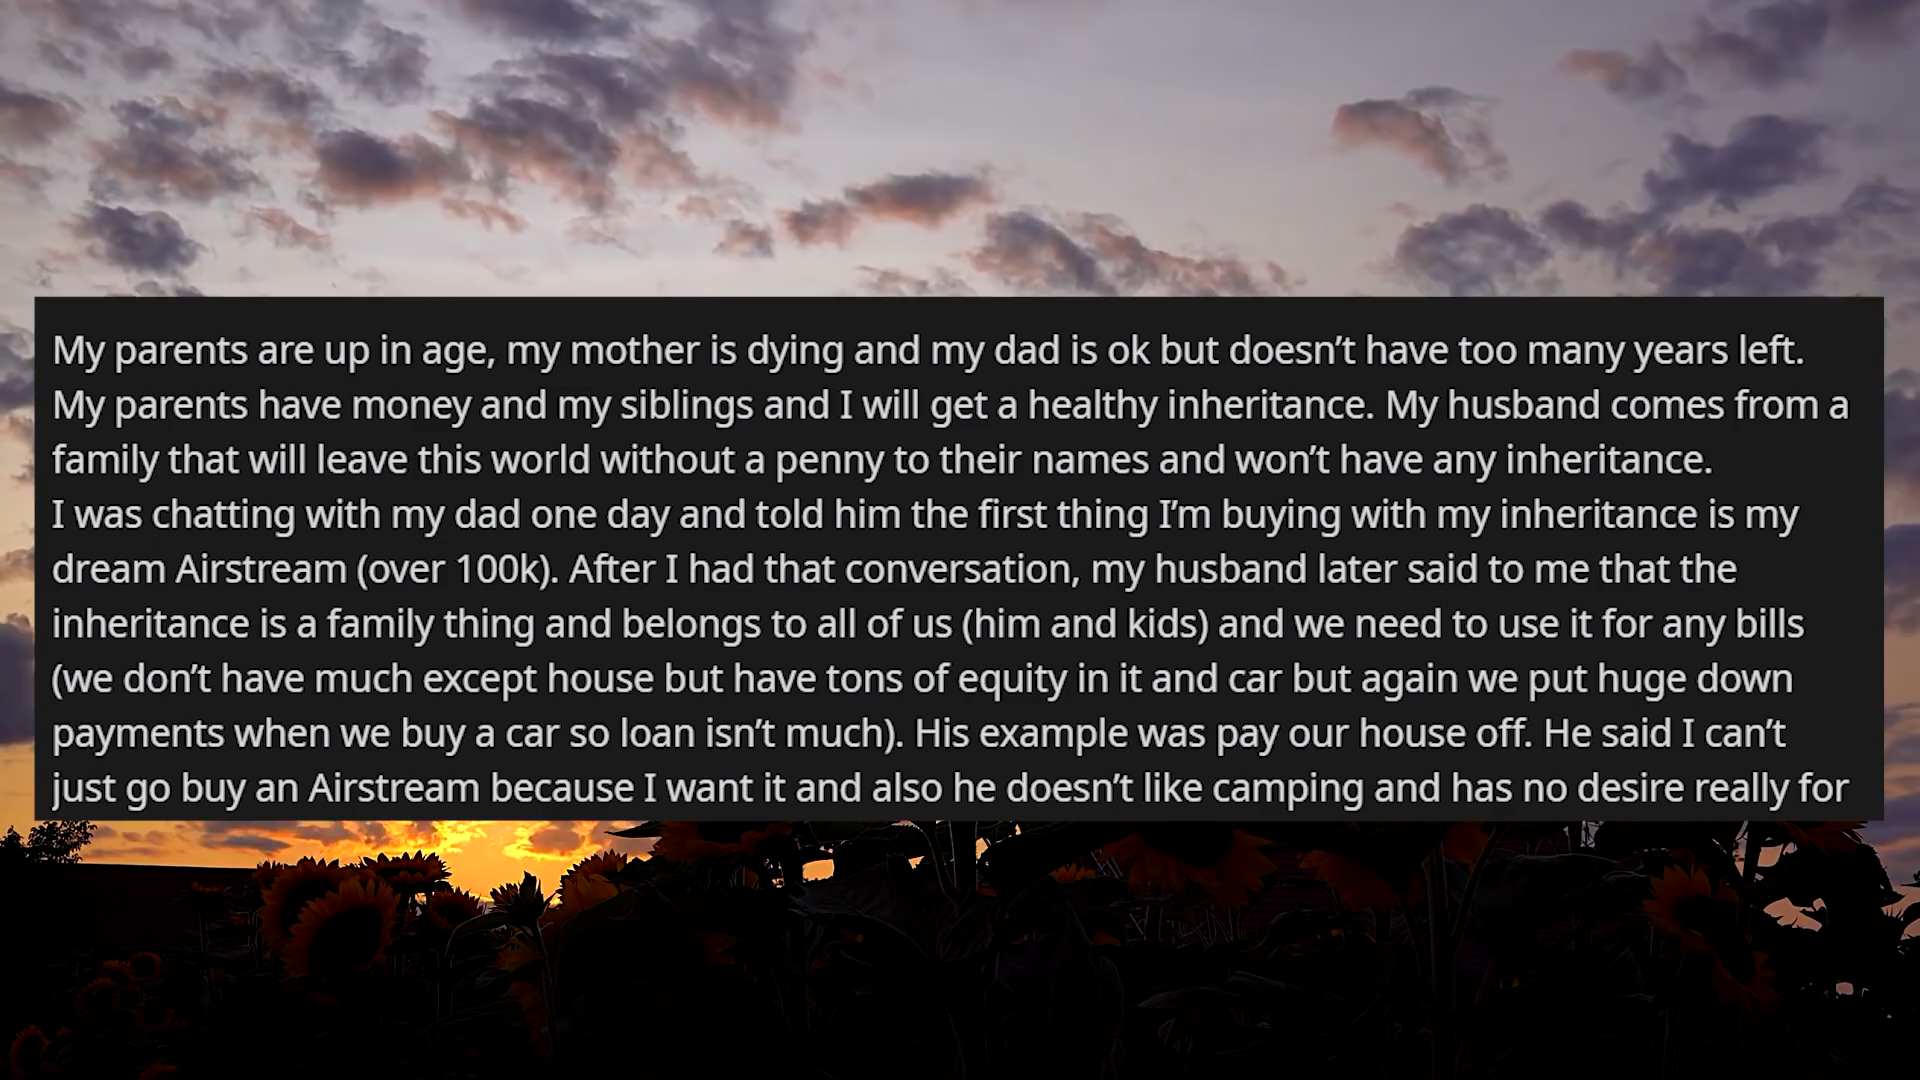 My parents are up in age, my mother is dying and my dad is ok but doesn’t have too many years left.
My parents have money and my siblings and I will get a healthy inheritance. My husband comes from a
family that will leave this world without a penny to their names and won’t have any inheritance.
I was chatting with my dad one day and told him the first thing I’m buying with my inheritance is my
dream Airstream (over 100k). After I had that conversation, my husband later said to me that the
inheritance is a family thing and belongs to all of us (him and kids) and we need to use it for any bills
(we don’t have much except house but have tons of equity in it and car but again we put huge down
payments when we buy a car so loan isn’t much). His example was pay our house off. He said I can’t
just go buy an Airstream because I want it and also he doesn’t like camping and has no desire really for